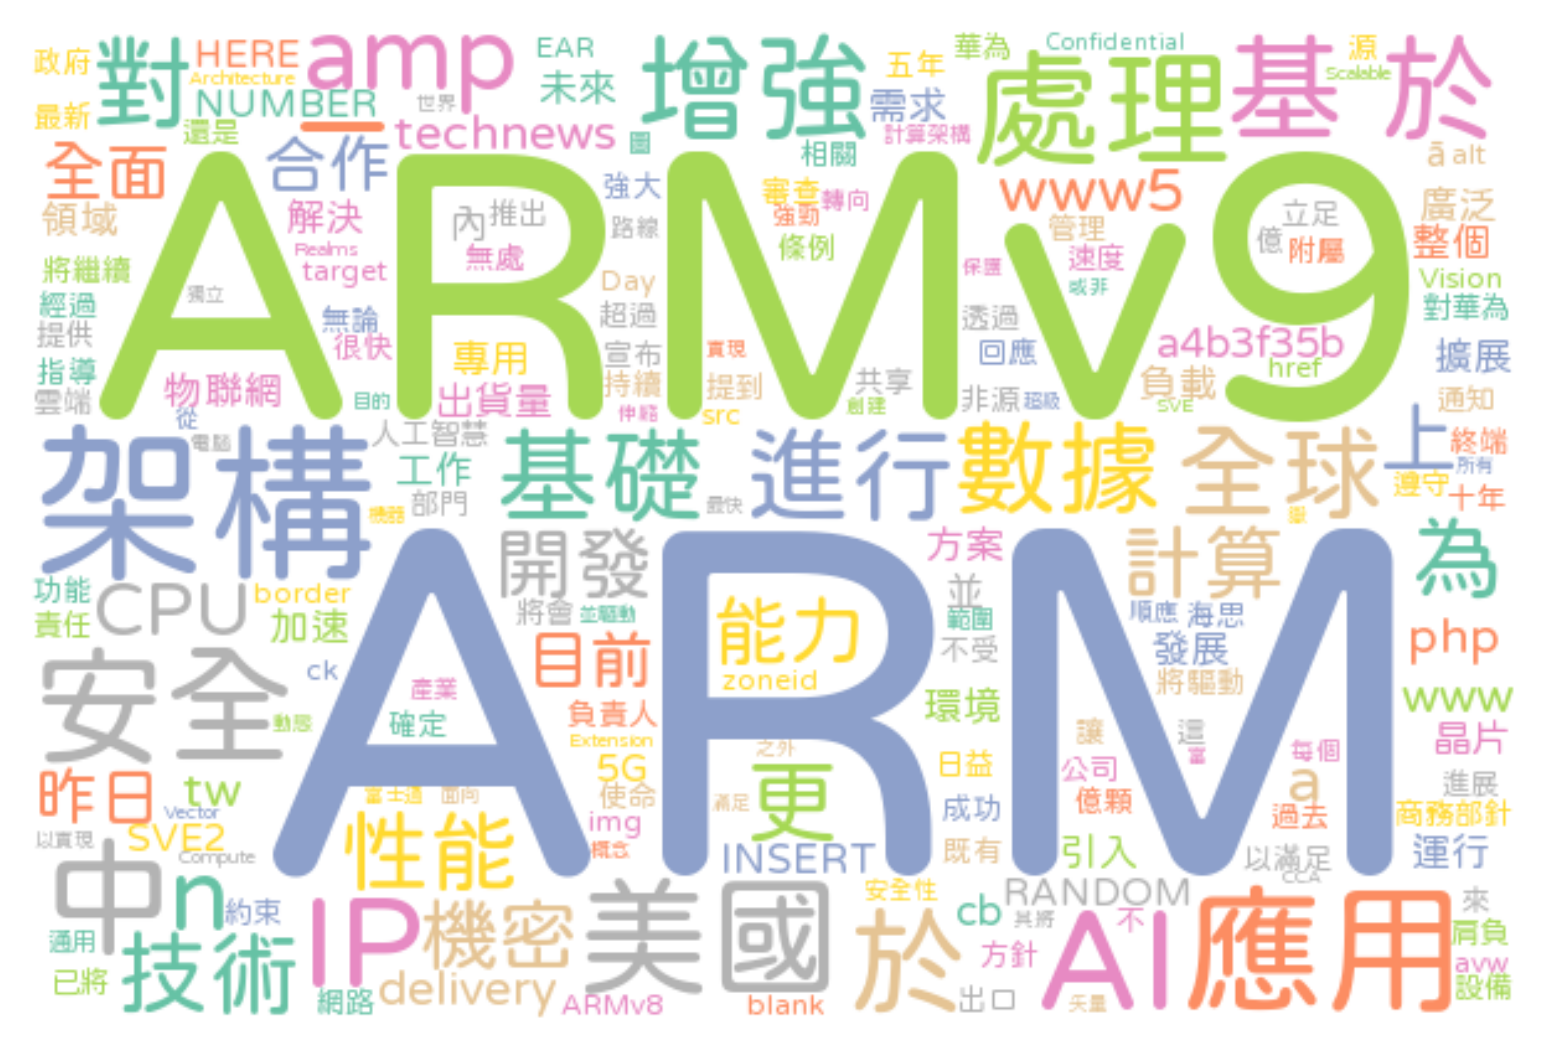 政府 對 HERE amp EAR 增強 五年 華為 Confidential 基於 源
Architecture 未來 處理 Scalable
最新 NUMBER 世界 需求
還是 technews 圖 相關 計算架構 ā alt
全面 合作 強大 審查 轉向 www5 廣泛
領域 解決 內 推出 路線 強勁 管理 億 立足 整個
Realms 無處 條例 速度 附屬
將繼續 target Day 保護 或非 Vision
經過 獨立 超過 透過 對華為
提供 無論 ARMv9
很快 專用 宣布 實現 回應 a4b3f35b 擴展
指導 物聯網 持續 提到 共享 href
雲端 從 目的 出貨量 伸縮 src 創建 非源 超級 負載 SVE 通知
架構 電腦 人工智慧 基礎 進行 數據 全球 上 終端
工作 所有
機器 部門 最快 遵守 十年
開發 方案 計算 為
功能 CPU border 將會 並驅動 能力 並 範圍 順應 海思
責任 加速 ARM 不受 發展 php
安全 ck 目前 zoneid 將驅動
產業 環境 www
動態 確定 負責人 讓 這 晶片
Extension 之外 每個
昨日 tw 5G 更 日益 公司 a 進展
Vector 富士通 面向 使命 滿足 成功 億顆 過去 商務部針
以實現 SVE2 img
Compute 性能 概念 INSERT 既有 引入 以滿足 運行
中 n 安全性 RANDOM CCA
約束 IP 機密 美國 於 cb 其將 AI 不 應用 來
通用 技術 方針 肩負
已將 delivery avw
網路 ARMv8 blank 出口 矢量 設備